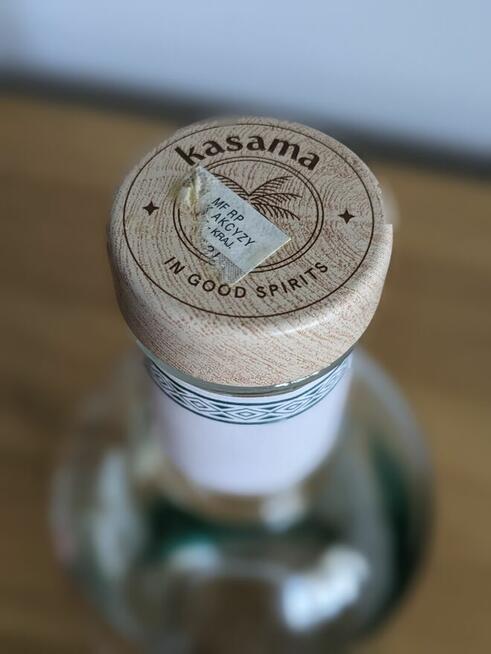 kasama
MF RP
AKCYZY
- KRAJ.
IN GOOD SPIRITS